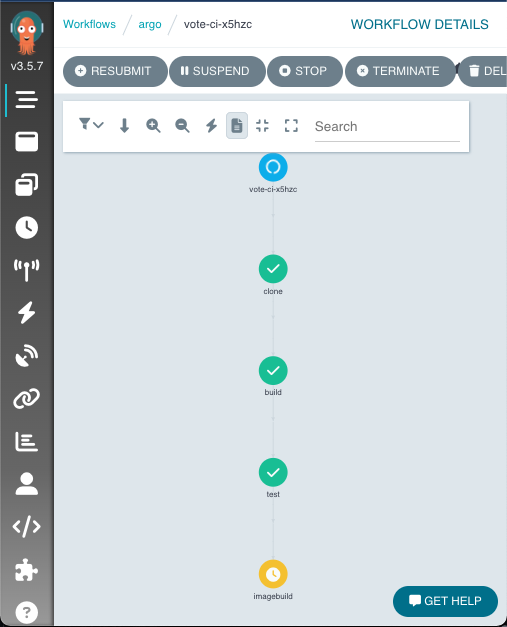 Workflows / argo / vote-ci-x5hzc
WORKFLOW DETAILS
v3.5.7
RESUBMIT
SUSPEND
STOP
TERMINATE
DEL
Search
vote-ci-x5hzc
clone
build
test
imagebuild
GET HELP